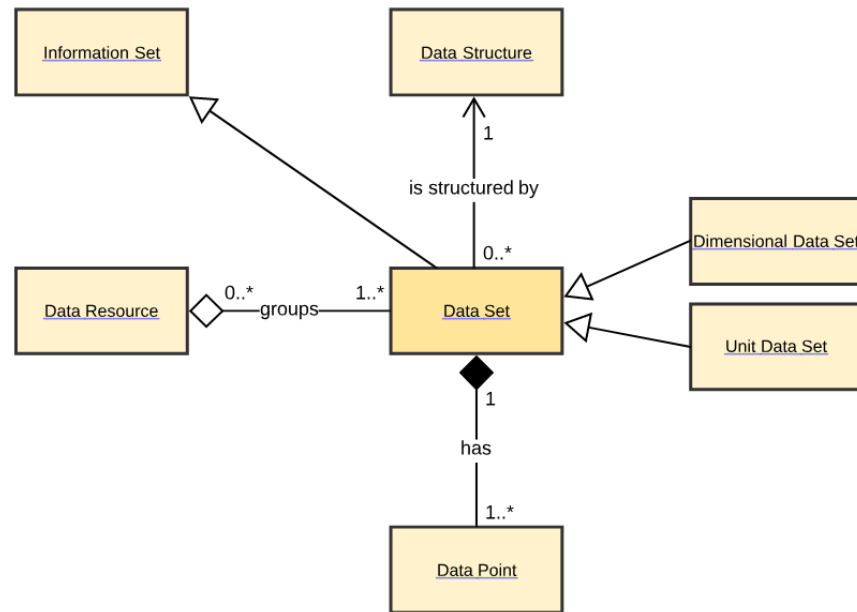 Information Set
Data Structure
1
is structured by
0..*
Dimensional Data Set
Data Resource
0..*
groups
1..*
Data Set
Unit Data Set
1
has
1..*
Data Point